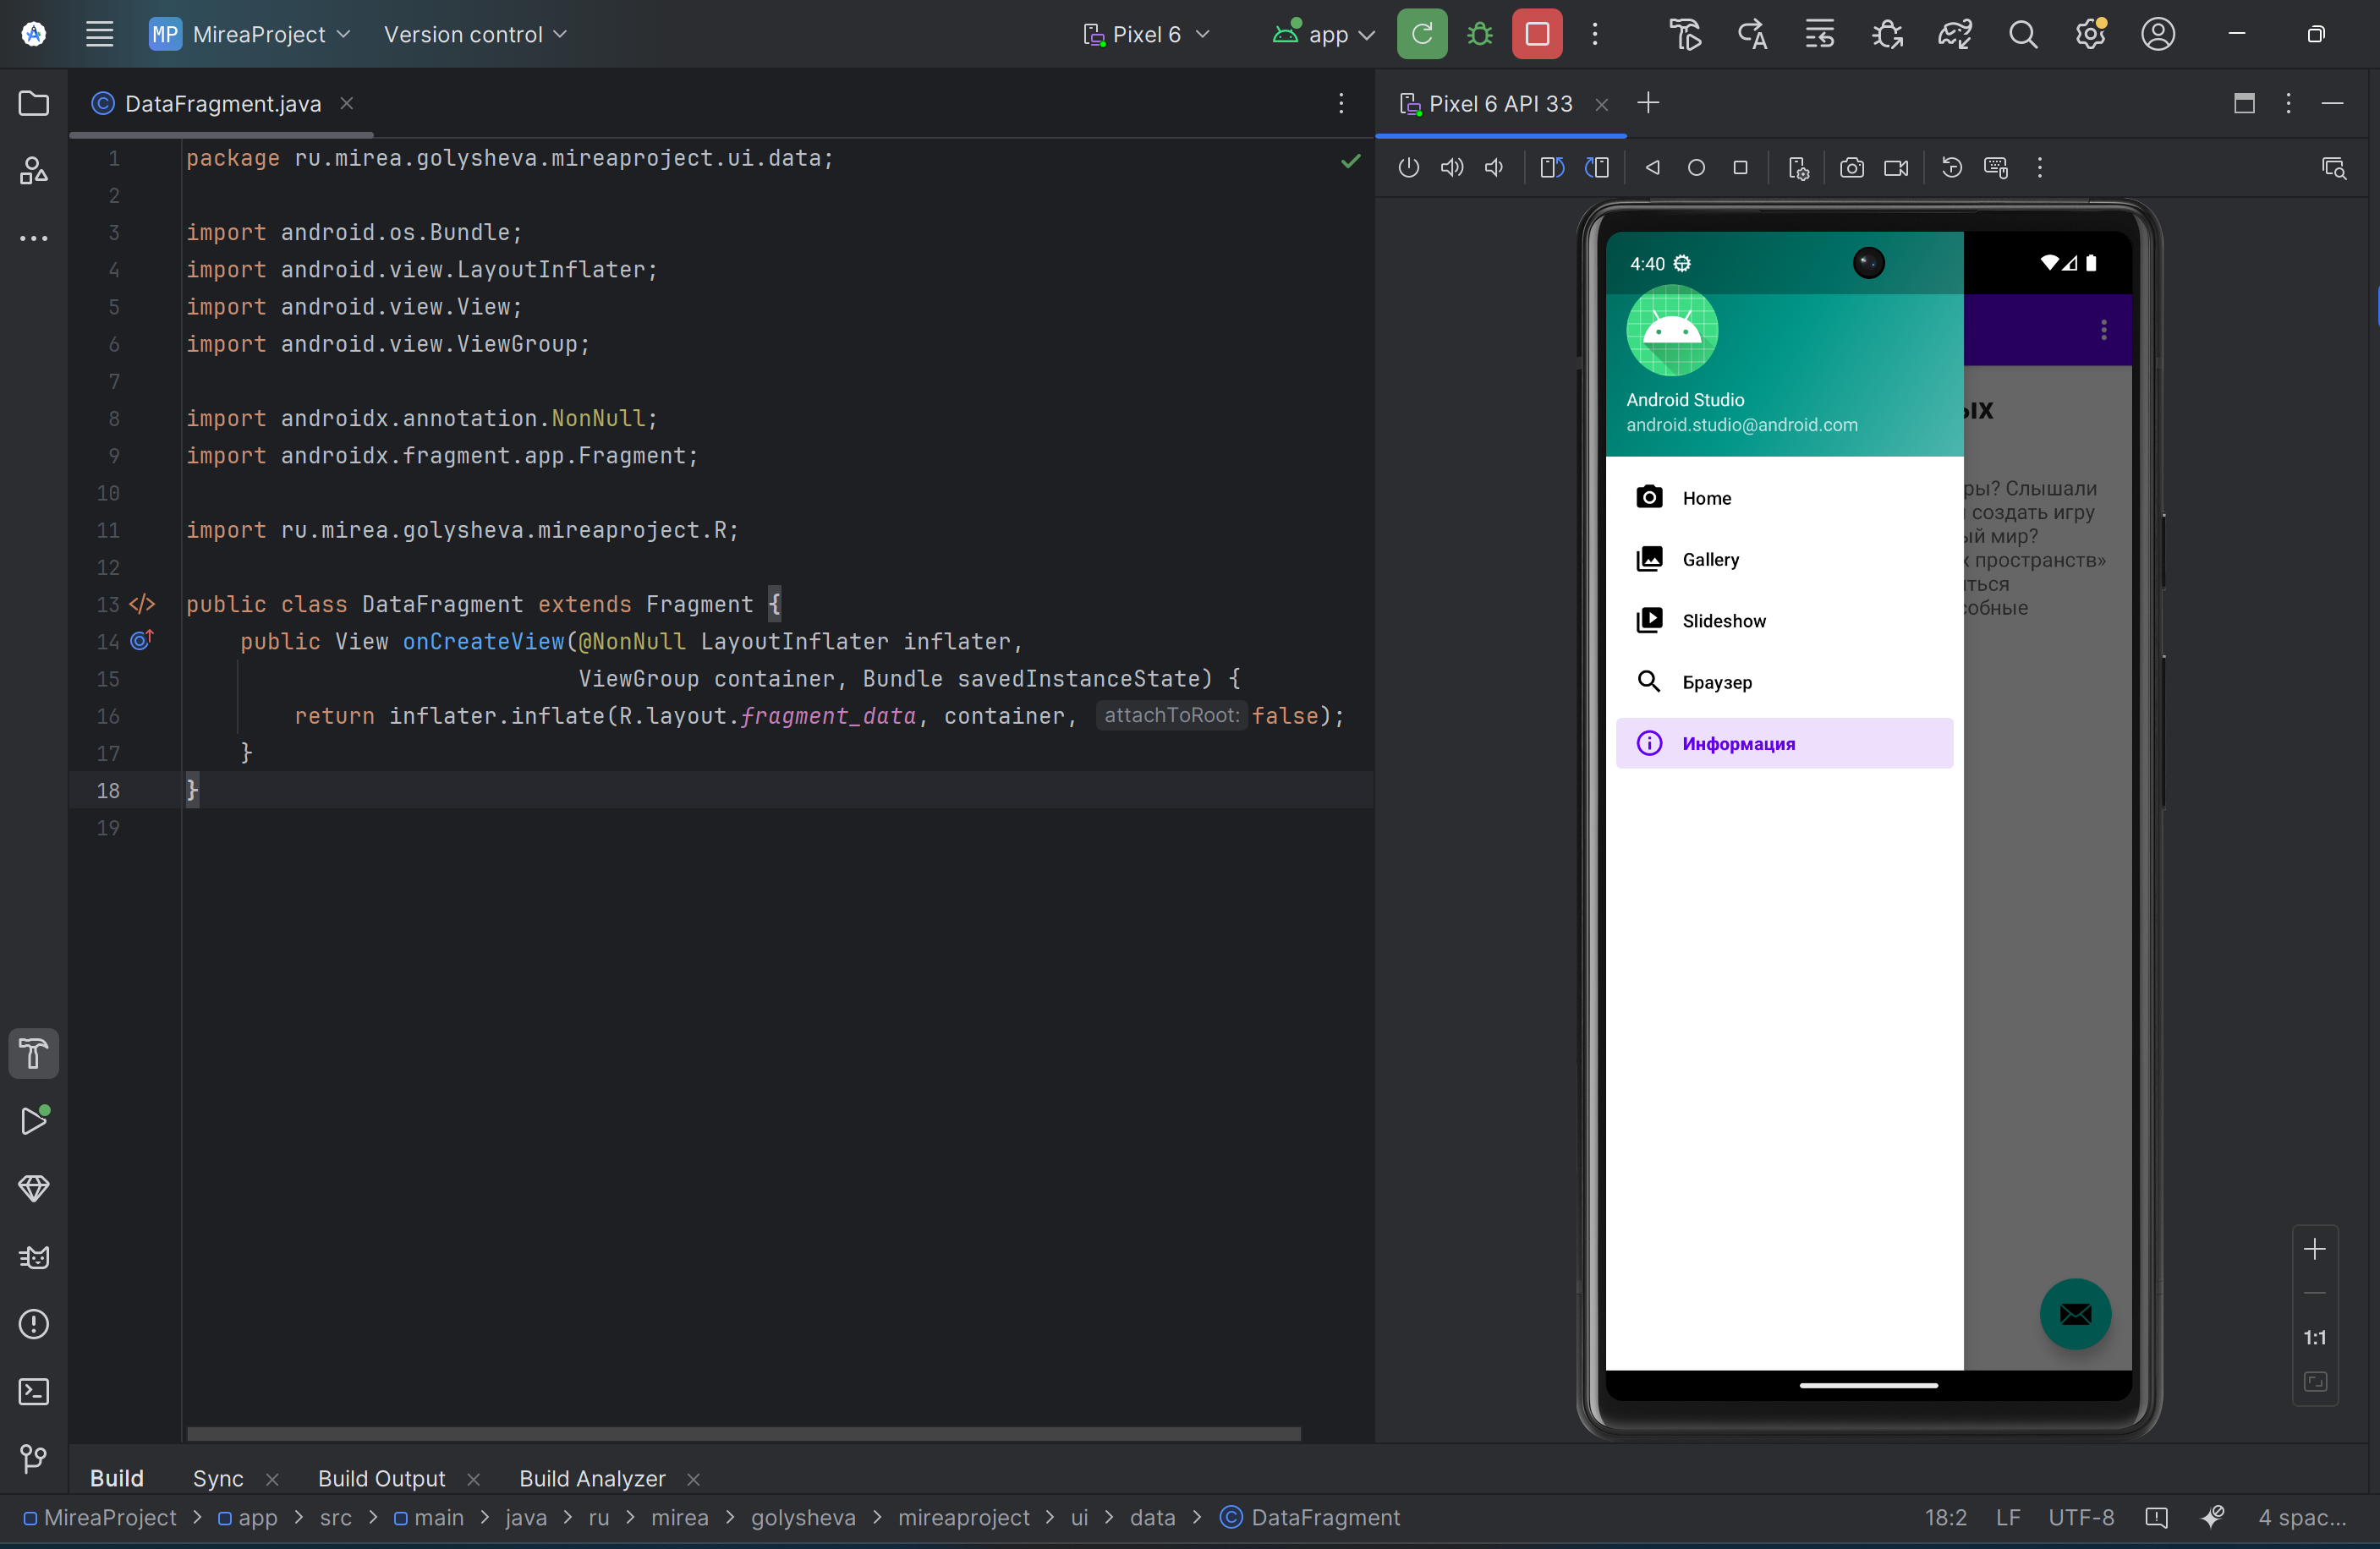 MP MireaProject Version control Pixel 6 app
DataFragment.java
Pixel 6 API 33
1 package ru.mirea.golysheva.mireaproject.ui.data;
2
3 import android.os.Bundle;
4 import android.view.LayoutInflater;
5 import android.view.View;
6 import android.view.ViewGroup;
7
8 import androidx.annotation.NonNull;
9 import androidx.fragment.app.Fragment;
10
11 import ru.mirea.golysheva.mireaproject.R;
12
13 public class DataFragment extends Fragment {
14 public View onCreateView(@NonNull LayoutInflater inflater,
15 ViewGroup container, Bundle savedInstanceState) {
16 return inflater.inflate(R.layout.fragment_data, container, attachToRoot: false);
17 }
18 }
19
4:40
Android Studio
android.studio@android.com
Home
Gallery
Slideshow
Браузер
Информация
ых
ры? Слышали
создать игру
ый мир?
х пространств»
ться
собные
1:1
Build Sync Build Output Build Analyzer
MireaProject > app > src > main > java > ru > mirea > golysheva > mireaproject > ui > data > DataFragment
18:2 LF UTF-8 4 spac...